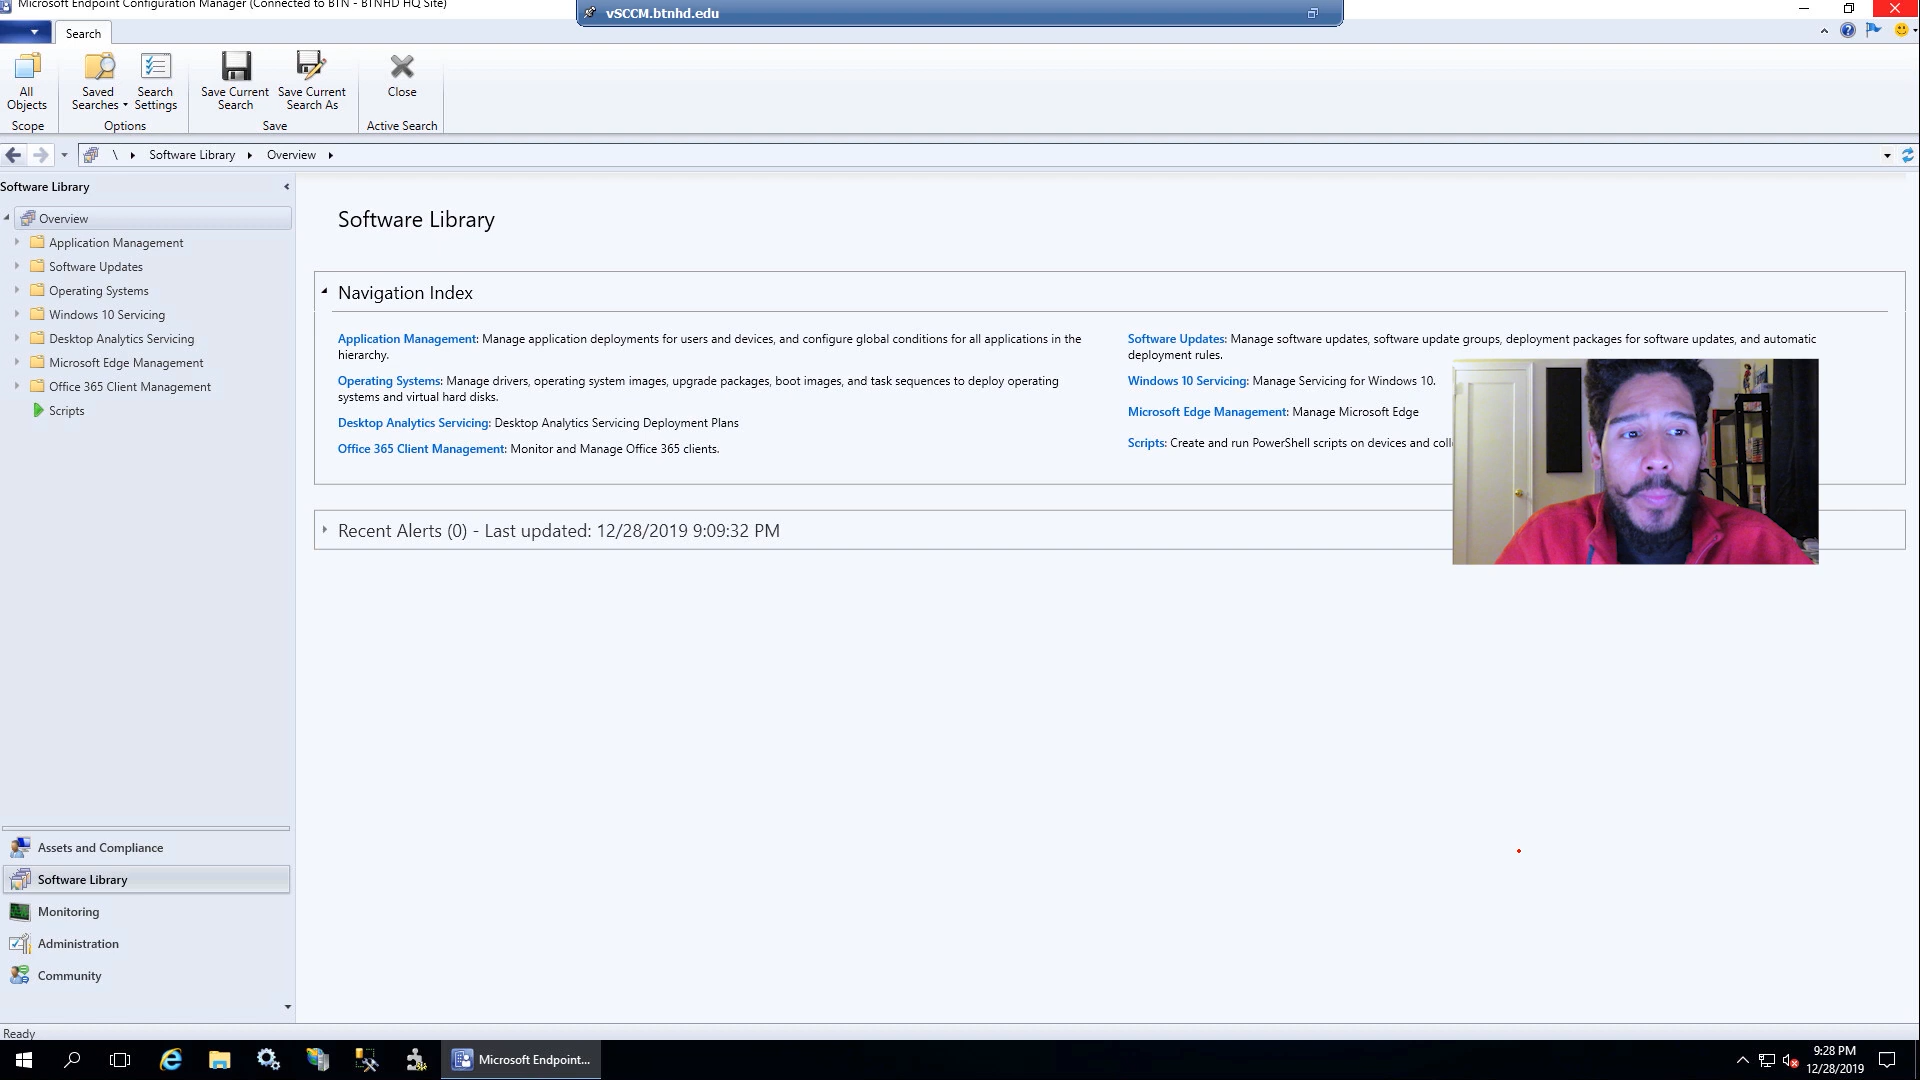 Microsoft Endpoint Configuration Manager (Connected to BTN - BTNHD HQ Site)
vSCCM.btnhd.edu
Search
All Objects
Saved Searches
Search Settings
Save Current Search
Save Current Search As
Close
Scope
Options
Save
Active Search
\ Software Library Overview
Software Library
Overview
Application Management
Software Updates
Operating Systems
Windows 10 Servicing
Desktop Analytics Servicing
Microsoft Edge Management
Office 365 Client Management
Scripts
Assets and Compliance
Software Library
Monitoring
Administration
Community
Software Library
Navigation Index
Application Management: Manage application deployments for users and devices, and configure global conditions for all applications in the
hierarchy.
Operating Systems: Manage drivers, operating system images, upgrade packages, boot images, and task sequences to deploy operating
systems and virtual hard disks.
Desktop Analytics Servicing: Desktop Analytics Servicing Deployment Plans
Office 365 Client Management: Monitor and Manage Office 365 clients.
Software Updates: Manage software updates, software update groups, deployment packages for software updates, and automatic
deployment rules.
Windows 10 Servicing: Manage Servicing for Windows 10.
Microsoft Edge Management: Manage Microsoft Edge
Scripts: Create and run PowerShell scripts on devices and coll
Recent Alerts (0) - Last updated: 12/28/2019 9:09:32 PM
Ready
Microsoft Endpoint...
9:28 PM
12/28/2019